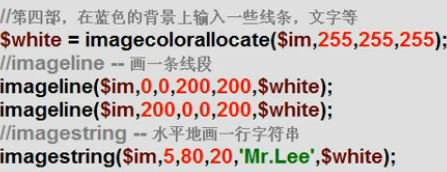 //第四部，在蓝色的背景上输入一些线条，文字等
$white = imagecolorallocate($im,255,255,255);
//imageline -- 画一条线段
imageline($im,0,0,200,200,$white);
imageline($im,200,0,0,200,$white);
//imagestring -- 水平地画一行字符串
imagestring($im,5,80,20,'Mr.Lee',$white);